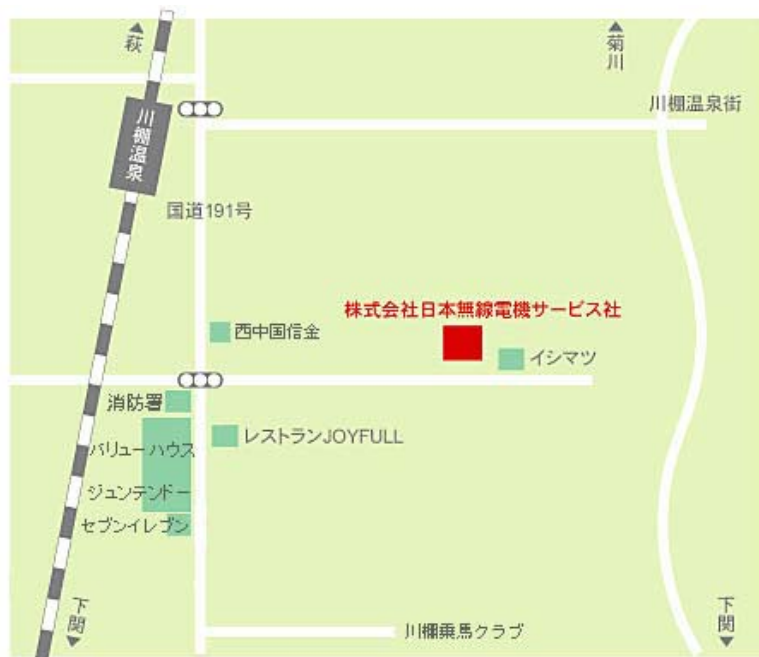 ▲萩
▲菊川
川棚温泉街
川棚温泉
国道191号
株式会社日本無線電機サービス社
西中国信金
イシマツ
消防署
レストランJOYFULL
バリューハウス
ジュンテンドー
セブンイレブン
川棚乗馬クラブ
下関▼
下関▼